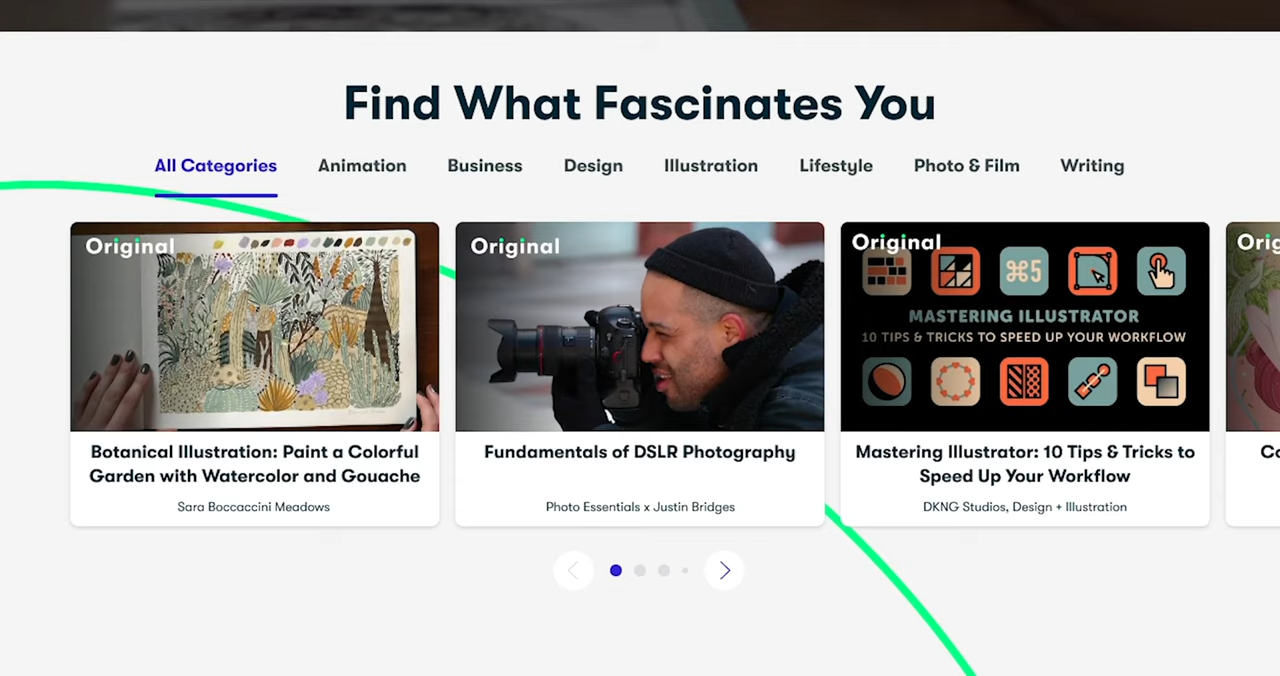 Find What Fascinates You
All Categories Animation Business Design Illustration Lifestyle Photo & Film Writing
Original
Original
Original
⌘5
MASTERING ILLUSTRATOR
10 TIPS & TRICKS TO SPEED UP YOUR WORKFLOW
Botanical Illustration: Paint a Colorful
Garden with Watercolor and Gouache
Sara Boccaccini Meadows
Fundamentals of DSLR Photography
Photo Essentials x Justin Bridges
Mastering Illustrator: 10 Tips & Tricks to
Speed Up Your Workflow
DKNG Studios, Design + Illustration